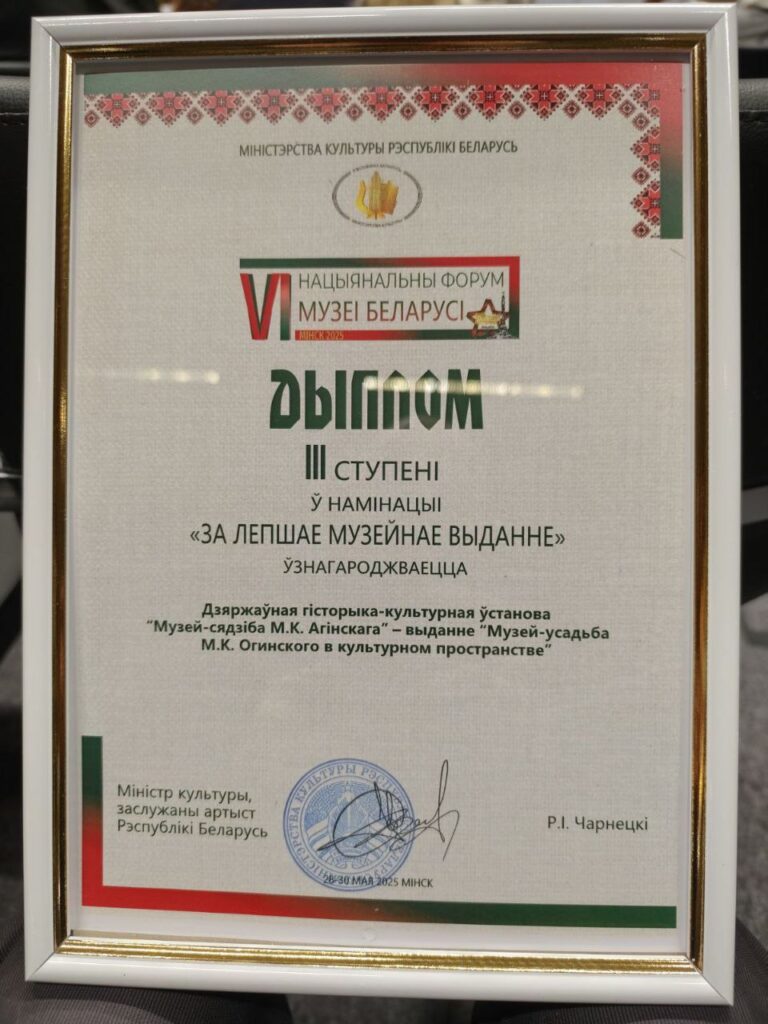 МІНІСТЭРСТВА КУЛЬТУРЫ РЭСПУБЛІКІ БЕЛАРУСЬ
VI НАЦЫЯНАЛЬНЫ ФОРУМ
МУЗЕІ БЕЛАРУСІ
МІНСК 2025
ДЫПЛОМ
III СТУПЕНІ
Ў НАМІНАЦЫІ
«ЗА ЛЕПШАЕ МУЗЕЙНАЕ ВЫДАННЕ»
ЎЗНАГАРОДЖВАЕЦЦА
Дзяржаўная гісторыка-культурная ўстанова
“Музей-сядзіба М.К. Агінскага” – выданне “Музей-усадьба
М.К. Огинского в культурном пространстве”
Міністр культуры,
заслужаны артыст
Рэспублікі Беларусь
Р.І. Чарнецкі
28-30 МАЯ 2025 МІНСК